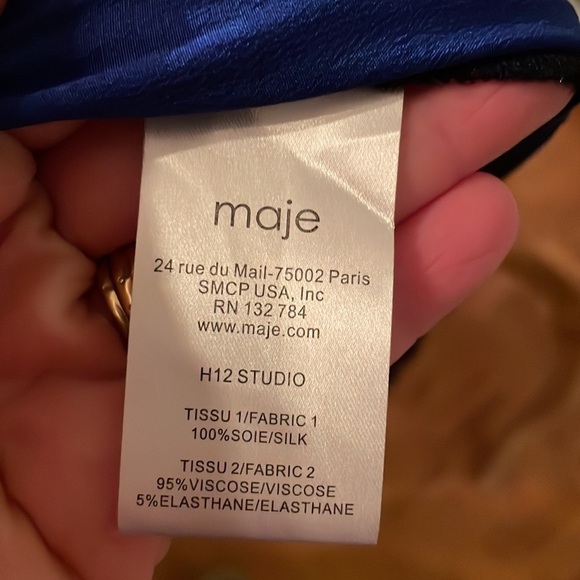 maje
24 rue du Mail-75002 Paris
SMCP USA, Inc
RN 132 784
www.maje.com
H12 STUDIO
TISSU 1/FABRIC 1
100%SOIE/SILK
TISSU 2/FABRIC 2
95%VISCOSE/VISCOSE
5%ELASTHANE/ELASTHANE